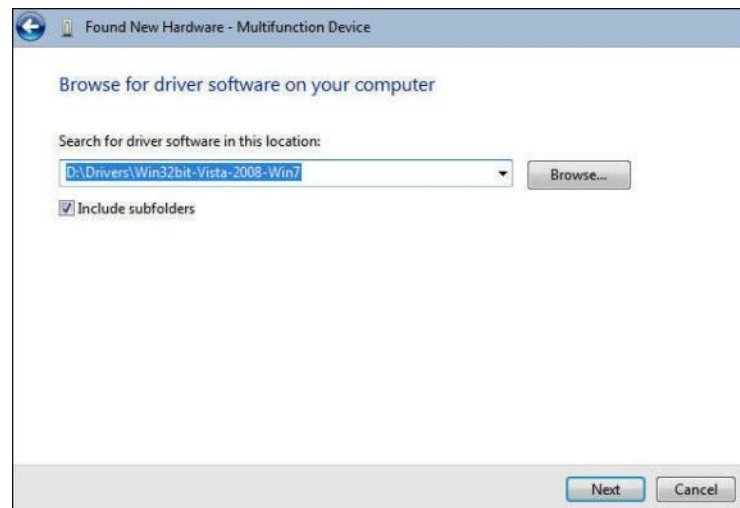 Found New Hardware - Multifunction Device
Browse for driver software on your computer
Search for driver software in this location:
D:\Drivers\Win32bit-Vista-2008-Win7
Browse...
Include subfolders
Next
Cancel